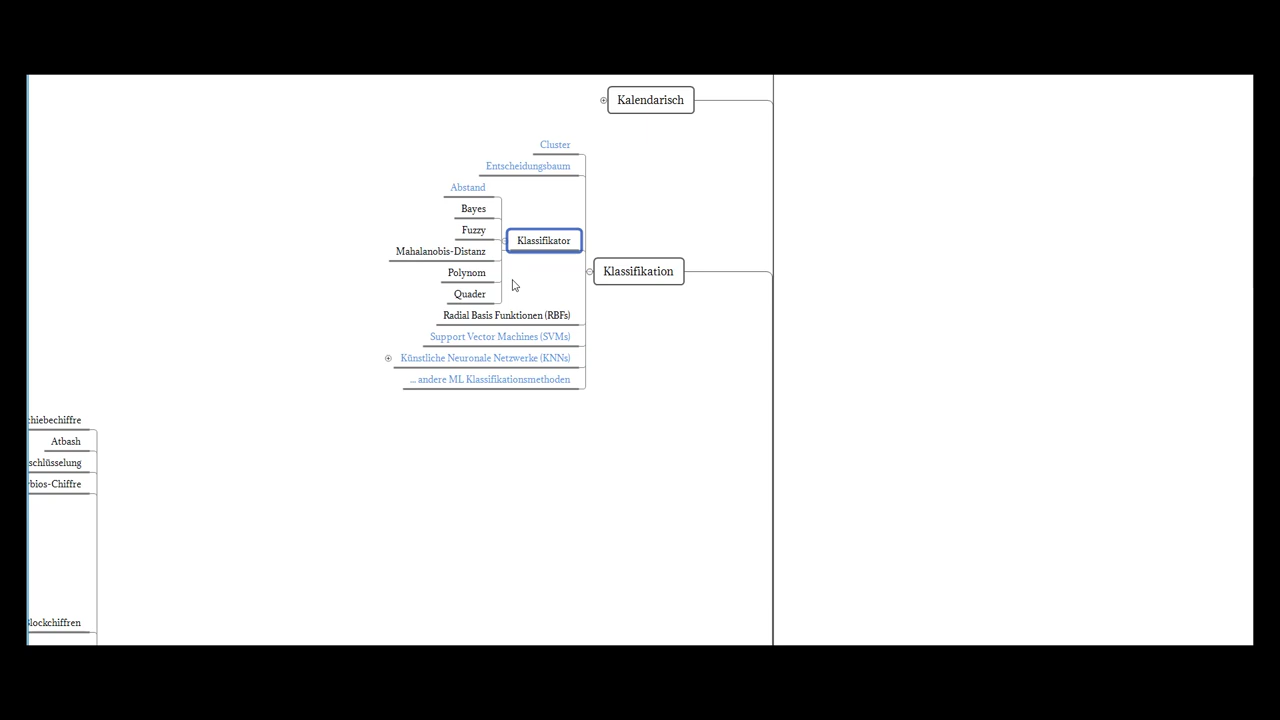 Kalendarisch
Cluster
Entscheidungsbaum
Abstand
Bayes
Fuzzy
Klassifikator
Mahalanobis-Distanz
Klassifikation
Polynom
Quader
Radial Basis Funktionen (RBFs)
Support Vector Machines (SVMs)
Künstliche Neuronale Netzwerke (KNNs)
... andere ML Klassifikationsmethoden
chiebechiffre
Atbash
schlüsselung
bios-Chiffre
lockchiffren